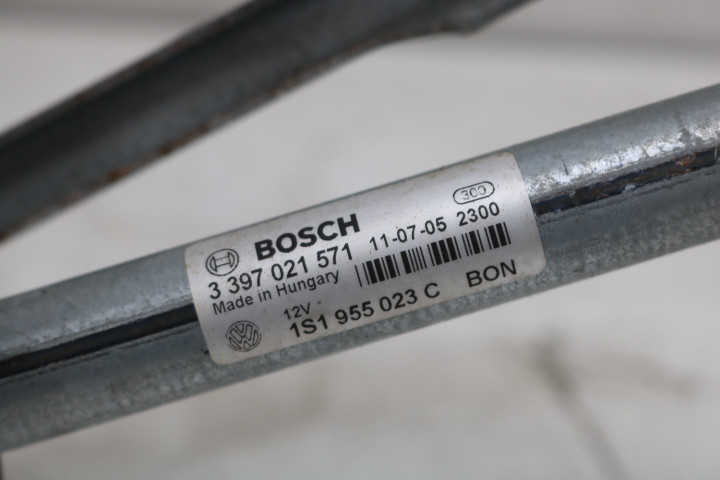 300
BOSCH
3 397 021 571 11-07-05 2300
Made in Hungary
12V -
1S1 955 023 C BON